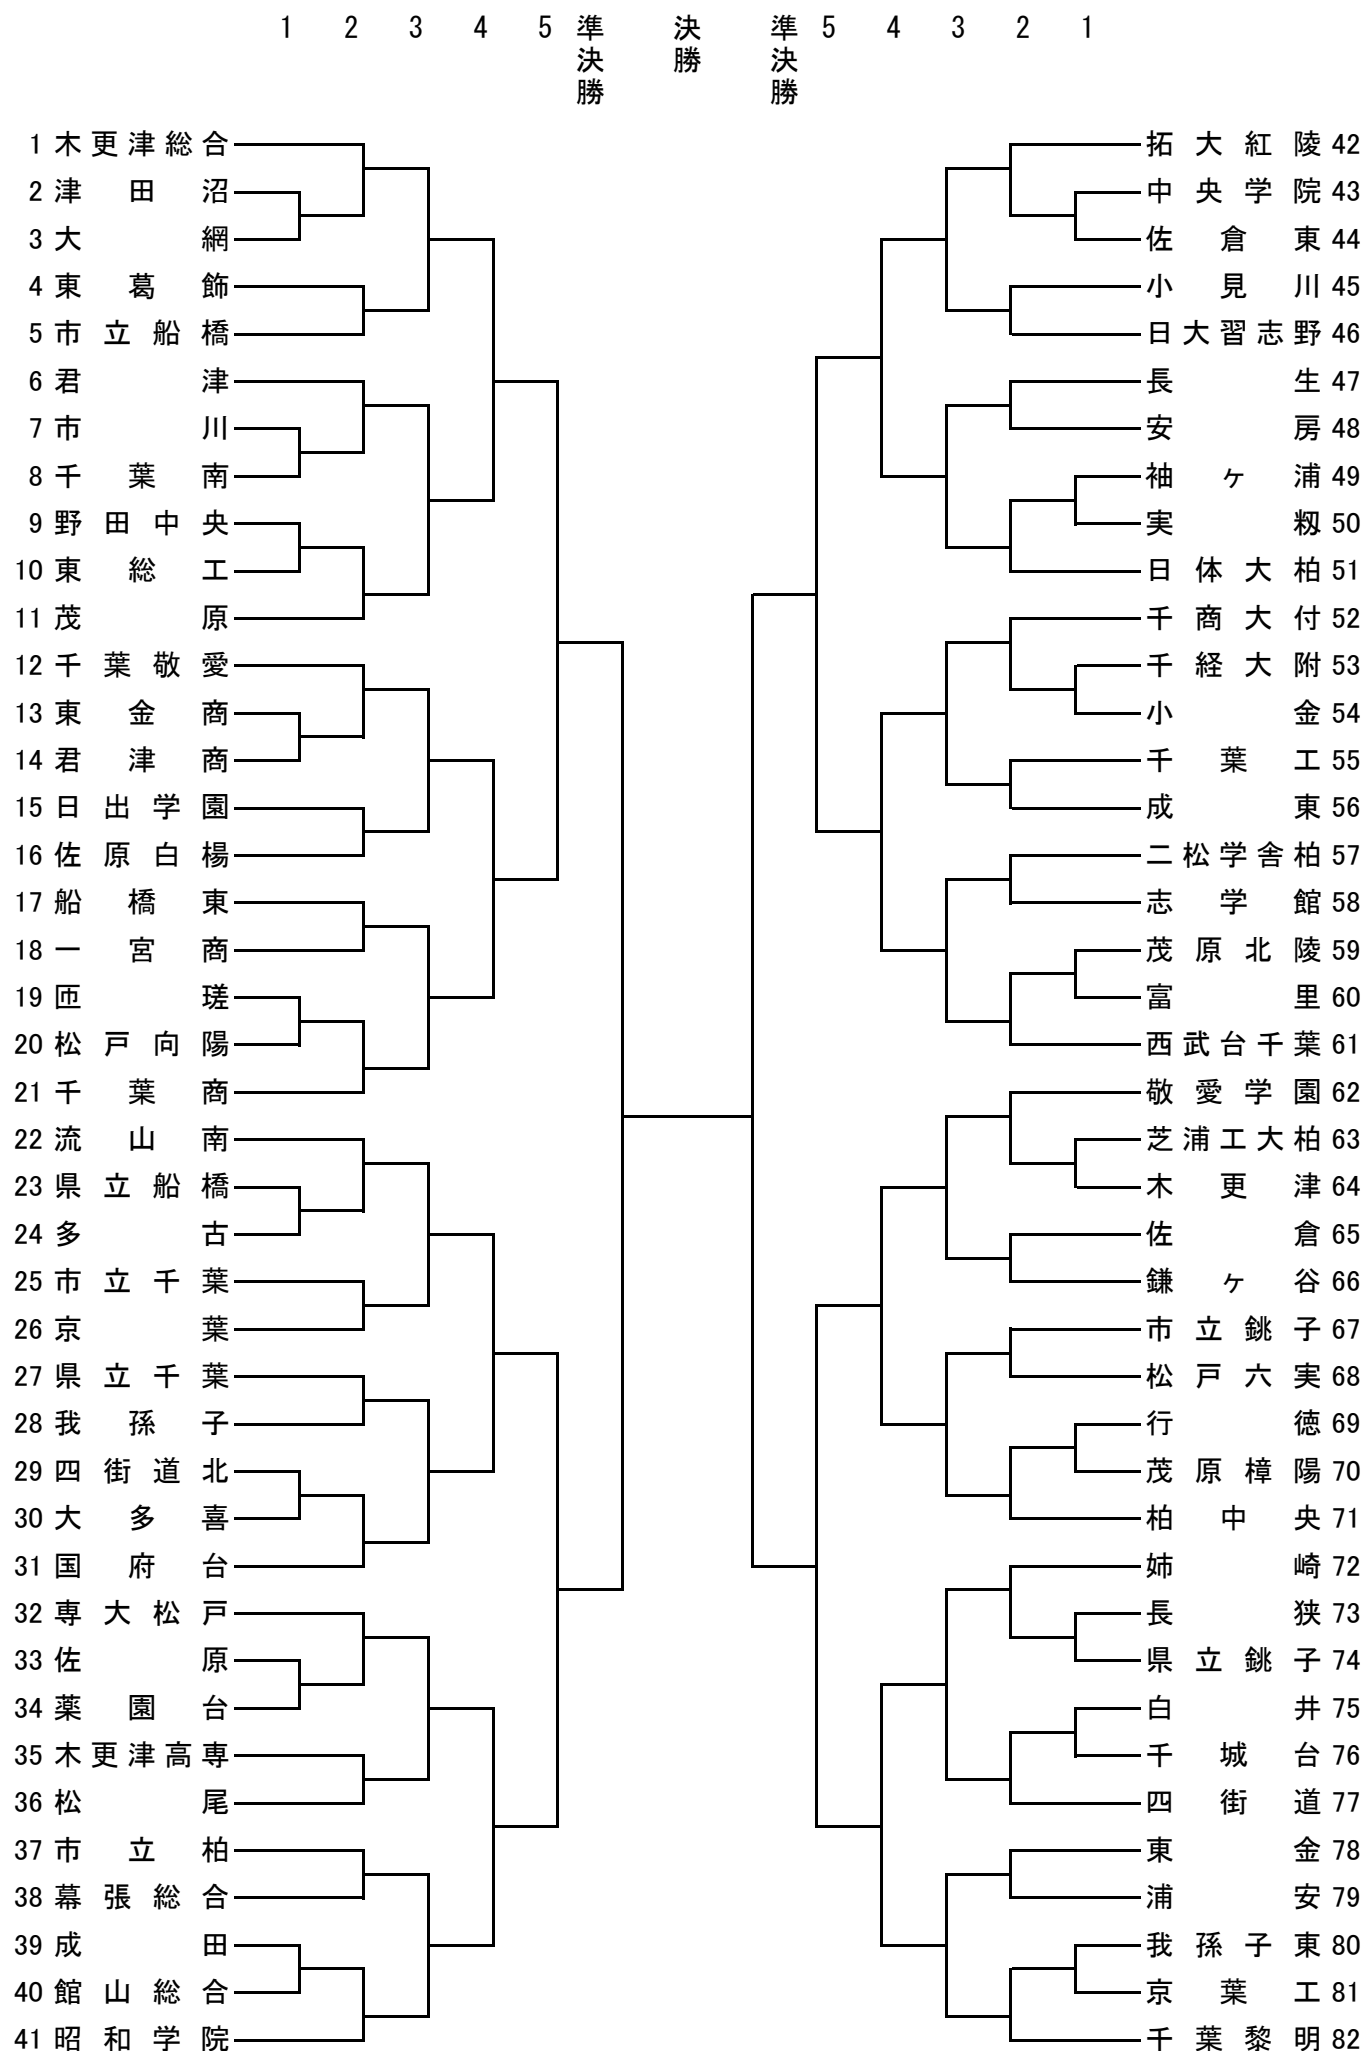 1 2 3 4 5 準決勝 決勝 準決勝 5 4 3 2 1
1 木更津総合 拓大紅陵 42
2 津田沼 中央学院 43
3 大網 佐倉東 44
4 東葛飾 小見川 45
5 市立船橋 日大習志野 46
6 君津 長生 47
7 市川 安房 48
8 千葉南 袖ヶ浦 49
9 野田中央 実籾 50
10 東総工 日体大柏 51
11 茂原 千商大付 52
12 千葉敬愛 千経大附 53
13 東金商 小金 54
14 君津商 千葉工 55
15 日出学園 成東 56
16 佐原白楊 二松学舎柏 57
17 船橋東 志学館 58
18 一宮商 茂原北陵 59
19 匝瑳 富里 60
20 松戸向陽 西武台千葉 61
21 千葉商 敬愛学園 62
22 流山南 芝浦工大柏 63
23 県立船橋 木更津 64
24 多古 佐倉 65
25 市立千葉 鎌ヶ谷 66
26 京葉 市立銚子 67
27 県立千葉 松戸六実 68
28 我孫子 行徳 69
29 四街道北 茂原樟陽 70
30 大多喜 柏中央 71
31 国府台 姉崎 72
32 専大松戸 長狭 73
33 佐原 県立銚子 74
34 薬園台 白井 75
35 木更津高専 千城台 76
36 松尾 四街道 77
37 市立柏 東金 78
38 幕張総合 浦安 79
39 成田 我孫子東 80
40 館山総合 京葉工 81
41 昭和学院 千葉黎明 82